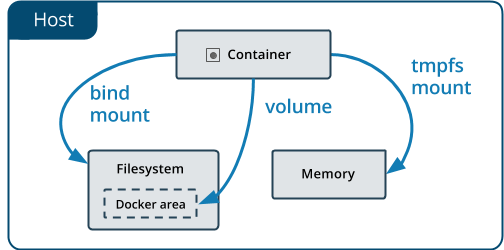 Host
Container
bind
mount
volume
tmpfs
mount
Filesystem
Docker area
Memory